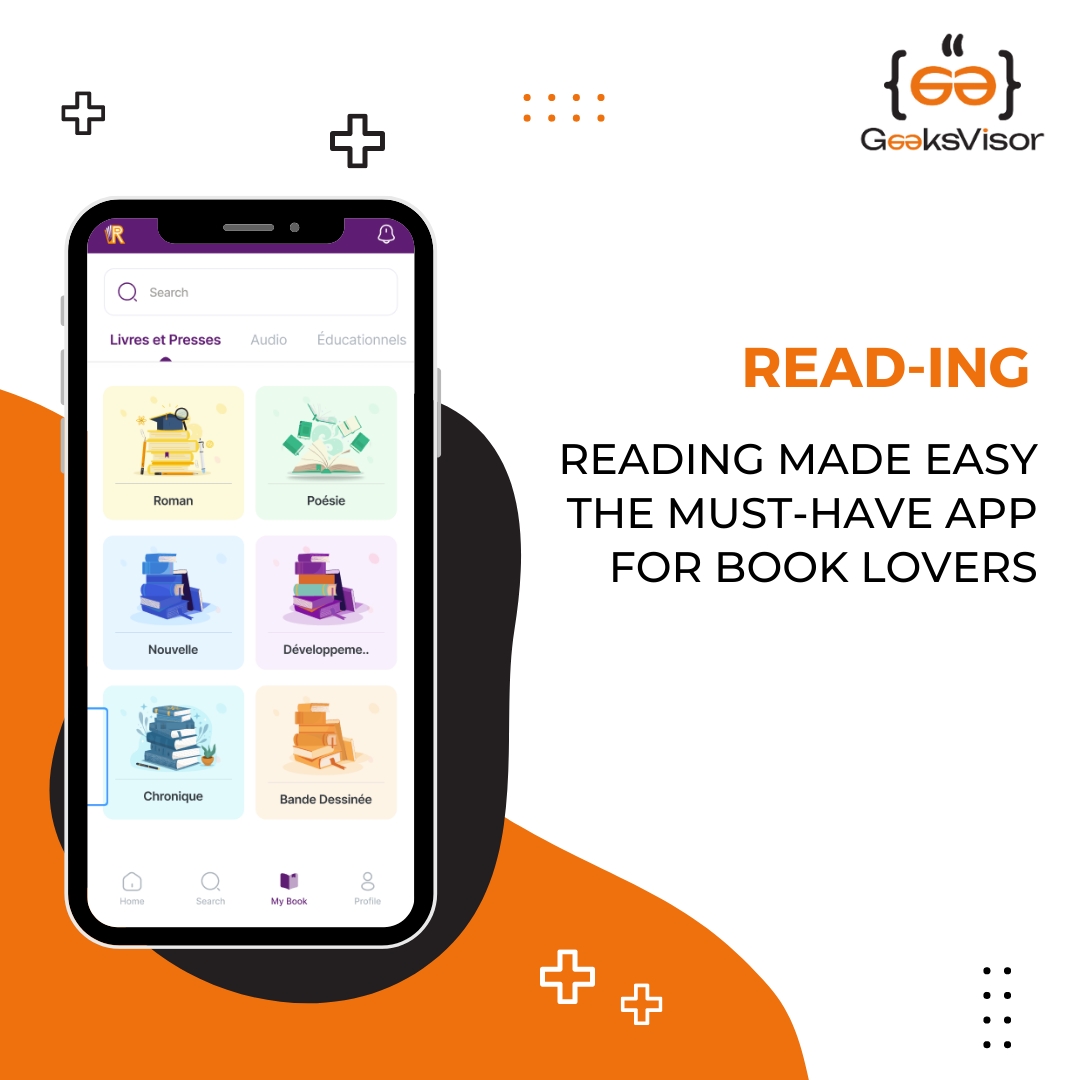 GeeksVisor
R
Search
Livres et Presses Audio Éducationnels
Roman Poésie
Nouvelle Développeme..
Chronique Bande Dessinée
Home Search My Book Profile
READ-ING
READING MADE EASY
THE MUST-HAVE APP
FOR BOOK LOVERS